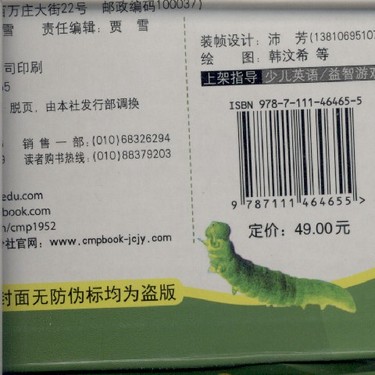 百万庄大街22号 邮政编码100037)
雪 责任编辑：贾 雪
司印刷
5
脱页，由本社发行部调换
销售一部：(010)68326294
读者购书热线：(010)88379203
edu.com
pbook.com
m/cmp1952
社官网：www.cmpbook-jcjy.com
封面无防伪标均为盗版
装帧设计：沛 芳(1381069510
绘 图：韩汶希 等
上架指导 少儿英语/益智游戏
ISBN 978-7-111-46465-5
9 787111 464655 >
定价：49.00元